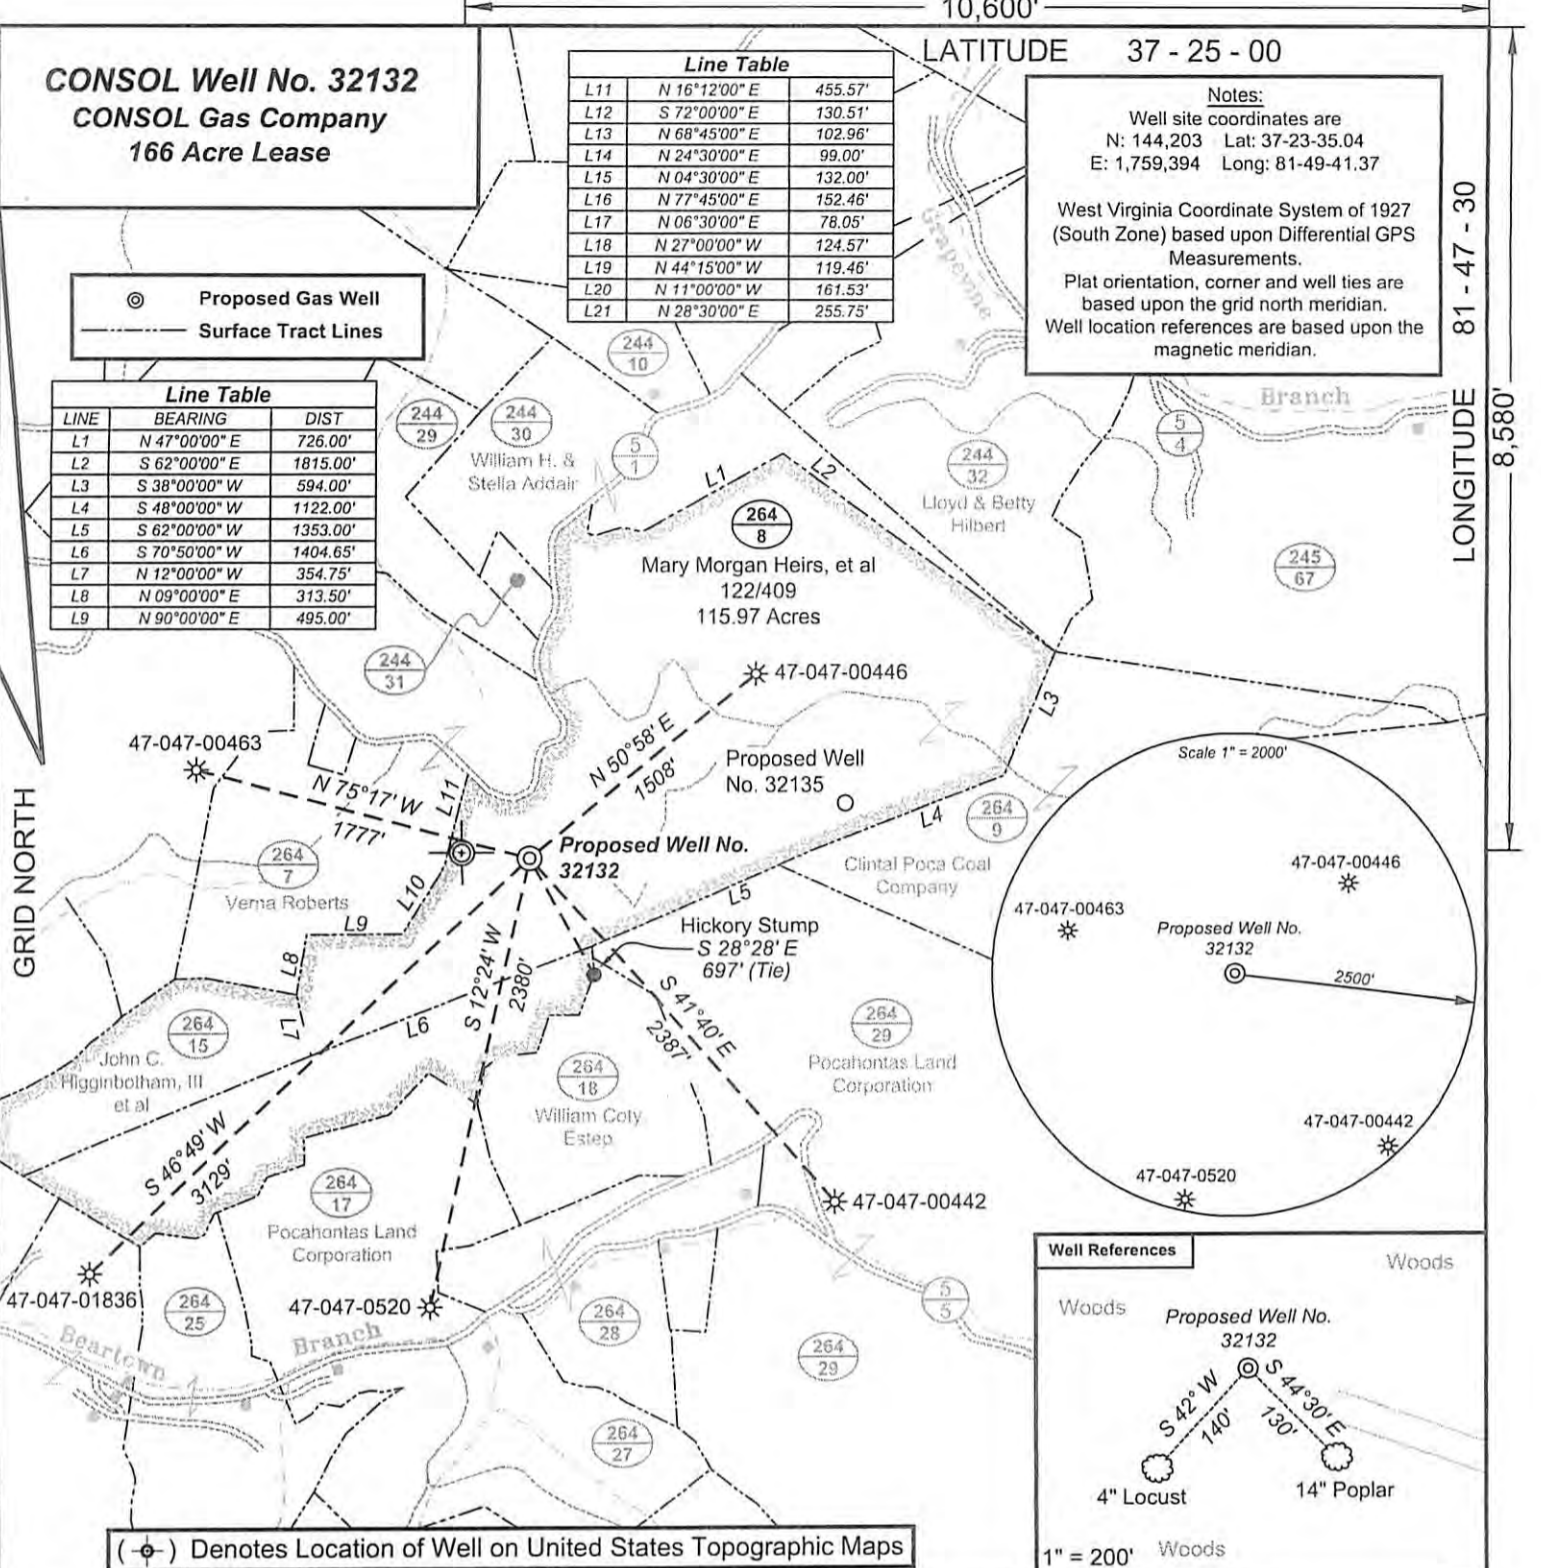 10,600'
CONSOL Well No. 32132
CONSOL Gas Company
166 Acre Lease
LATITUDE 37 - 25 - 00
Line Table
L11 N 16°12'00" E 455.57'
L12 S 72°00'00" E 130.51'
L13 N 68°45'00" E 102.96'
L14 N 24°30'00" E 99.00'
L15 N 04°30'00" E 132.00'
L16 N 77°45'00" E 152.46'
L17 N 06°30'00" E 78.05'
L18 N 27°00'00" W 124.57'
L19 N 44°15'00" W 119.46'
L20 N 11°00'00" W 161.53'
L21 N 28°30'00" E 255.75'
Notes:
Well site coordinates are
N: 144,203 Lat: 37-23-35.04
E: 1,759,394 Long: 81-49-41.37
West Virginia Coordinate System of 1927
(South Zone) based upon Differential GPS
Measurements.
Plat orientation, corner and well ties are
based upon the grid north meridian.
Well location references are based upon the
magnetic meridian.
LONGITUDE 81 - 47 - 30
8,580'
Proposed Gas Well
Surface Tract Lines
Line Table
LINE BEARING DIST
L1 N 47°00'00" E 726.00'
L2 S 62°00'00" E 1815.00'
L3 S 38°00'00" W 594.00'
L4 S 48°00'00" W 1122.00'
L5 S 62°00'00" W 1353.00'
L6 S 70°50'00" W 1404.65'
L7 N 12°00'00" W 354.75'
L8 N 09°00'00" E 313.50'
L9 N 90°00'00" E 495.00'
Grapevine
Branch
244
10
244
29
244
30
William H. &
Stella Addair
5
1
5
4
L1
L2
244
32
Lloyd & Betty
Hilbert
264
8
Mary Morgan Heirs, et al
122/409
115.97 Acres
245
67
244
31
47-047-00446
L3
47-047-00463
N 75°17' W
1777'
L11
N 50°58' E
1508'
Proposed Well
No. 32135
GRID NORTH
Proposed Well No.
32132
L4
264
9
Clintal Poca Coal
Company
264
7
Verna Roberts
L10
L9
L8
L7
L5
Hickory Stump
S 28°28' E
697' (Tie)
S 12°24' W
2380'
S 41°40' E
2387'
L6
264
15
John C.
Higginbotham, III
et al
264
29
Pocahontas Land
Corporation
264
18
William Coty
Estep
S 46°49' W
3129'
264
17
Pocahontas Land
Corporation
47-047-00442
47-047-01836
264
25
47-047-0520
264
28
5
5
264
29
Beartown
Branch
264
27
Scale 1" = 2000'
47-047-00446
47-047-00463
Proposed Well No.
32132
2500'
47-047-00442
47-047-0520
Well References
Woods
Woods
Proposed Well No.
32132
S 42° W
140'
S 44°30' E
130'
4" Locust
14" Poplar
1" = 200'
Woods
( ) Denotes Location of Well on United States Topographic Maps